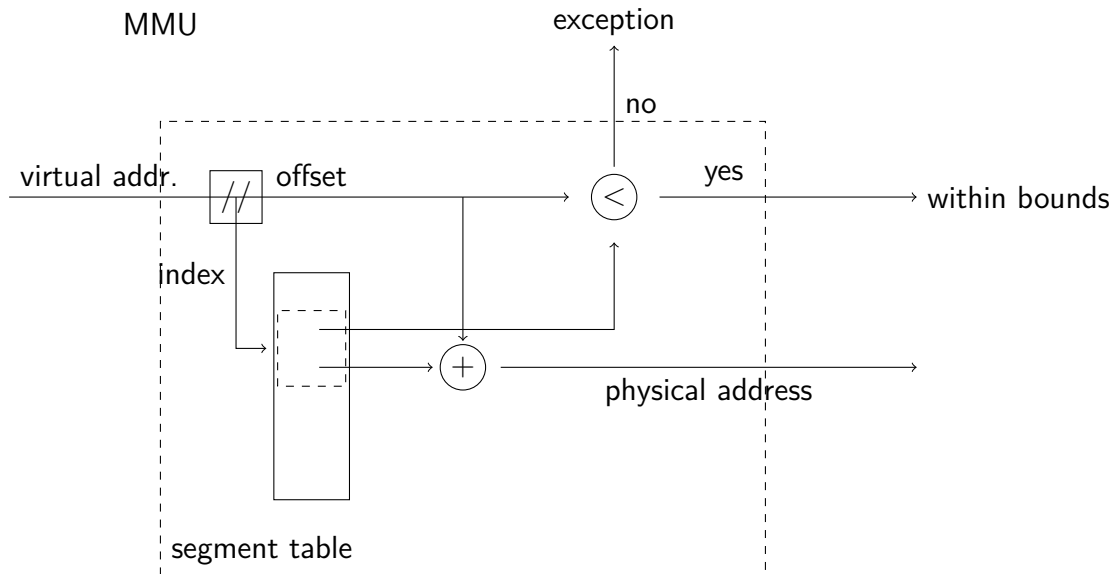 MMU
exception
no
virtual addr.
offset
//
<
yes
within bounds
index
+
physical address
segment table